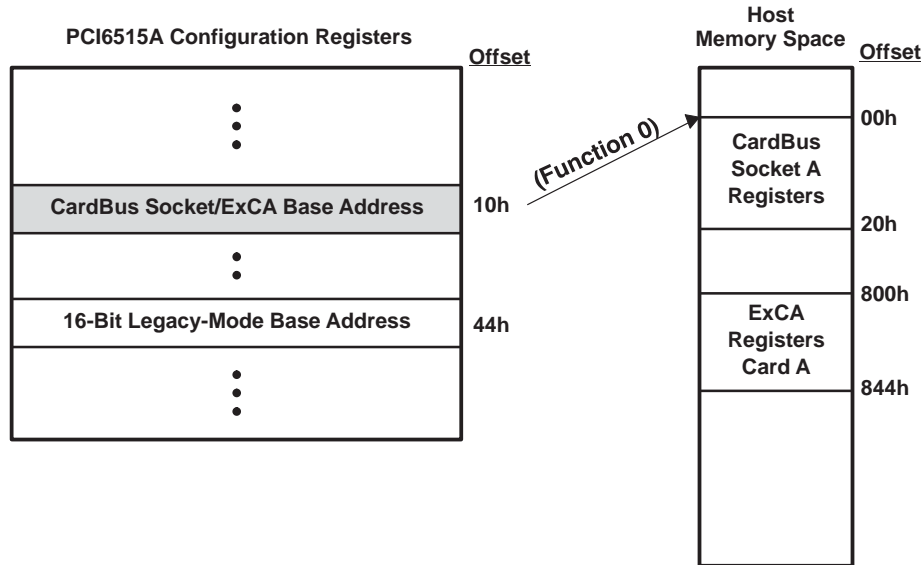 PCI6515A Configuration Registers
Offset
CardBus Socket/ExCA Base Address
10h
16-Bit Legacy-Mode Base Address
44h
(Function 0)
Host
Memory Space
Offset
00h
CardBus
Socket A
Registers
20h
800h
ExCA
Registers
Card A
844h